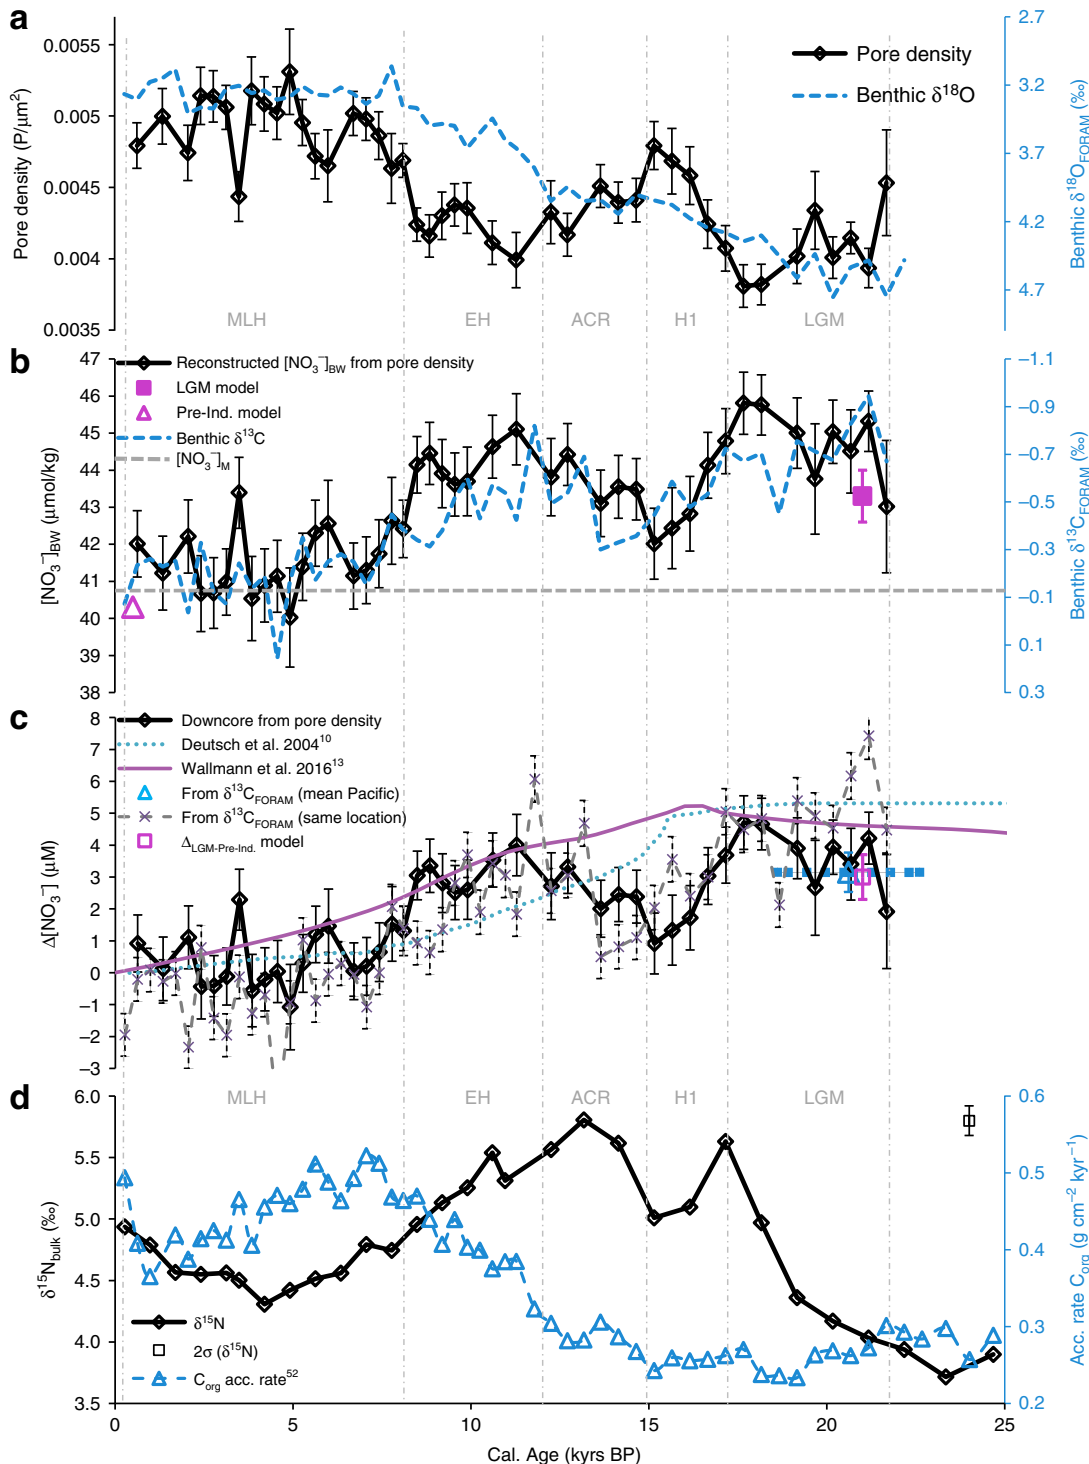 a
Pore density (P/µm²)
0.0055
0.005
0.0045
0.004
0.0035
Pore density
Benthic δ¹⁸O
2.7
3.2
3.7
4.2
4.7
Benthic δ¹⁸O_FORAM (‰)
MLH
EH
ACR
H1
LGM
b
[NO₃⁻]_BW (µmol/kg)
47
46
45
44
43
42
41
40
39
38
Reconstructed [NO₃⁻]_BW from pore density
LGM model
Pre-Ind. model
Benthic δ¹³C
[NO₃⁻]_M
−1.1
−0.9
−0.7
−0.5
−0.3
−0.1
0.1
0.3
Benthic δ¹³C_FORAM (‰)
c
Δ[NO₃⁻] (µM)
8
7
6
5
4
3
2
1
0
−1
−2
−3
Downcore from pore density
Deutsch et al. 2004¹⁰
Wallmann et al. 2016¹³
From δ¹³C_FORAM (mean Pacific)
From δ¹³C_FORAM (same location)
Δ_LGM-Pre-Ind. model
d
δ¹⁵N_bulk (‰)
6.0
5.5
5.0
4.5
4.0
3.5
MLH
EH
ACR
H1
LGM
δ¹⁵N
2σ (δ¹⁵N)
C_org acc. rate⁵²
0.6
0.5
0.4
0.3
0.2
Acc. rate C_org (g cm⁻² kyr⁻¹)
0
5
10
15
20
25
Cal. Age (kyrs BP)